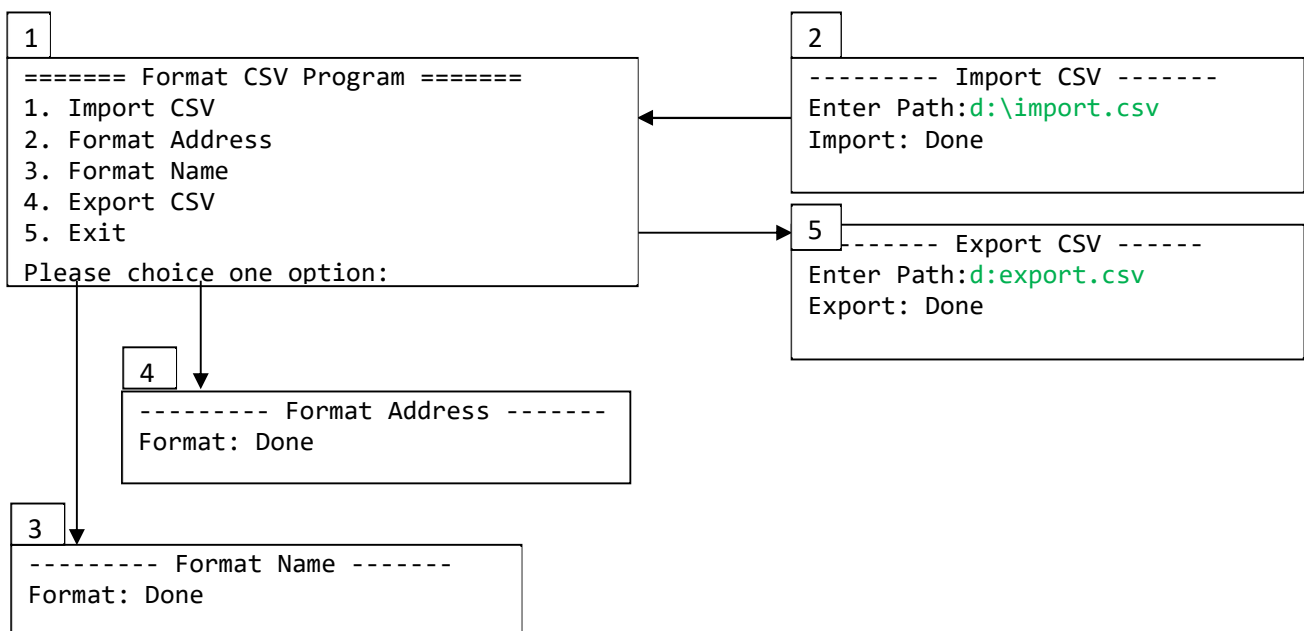 1
======= Format CSV Program =======
1. Import CSV
2. Format Address
3. Format Name
4. Export CSV
5. Exit
Please choice one option:
2
--------- Import CSV -------
Enter Path:d:\import.csv
Import: Done
5
------- Export CSV ------
Enter Path:d:export.csv
Export: Done
4
--------- Format Address -------
Format: Done
3
--------- Format Name -------
Format: Done